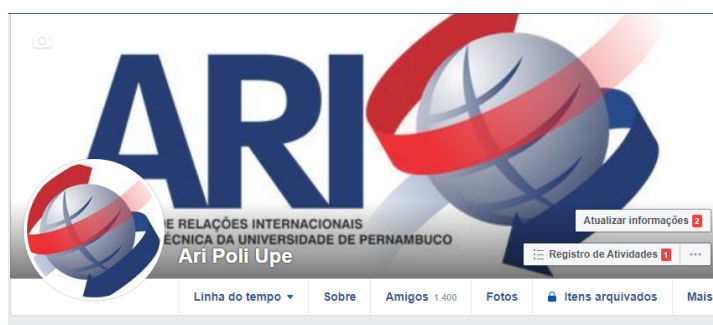 ARI
DE RELAÇÕES INTERNACIONAIS
ÉCNICA DA UNIVERSIDADE DE PERNAMBUCO
Ari Poli Upe
Atualizar informações 2
Registro de Atividades 1
Linha do tempo
Sobre
Amigos 1.400
Fotos
Itens arquivados
Mais